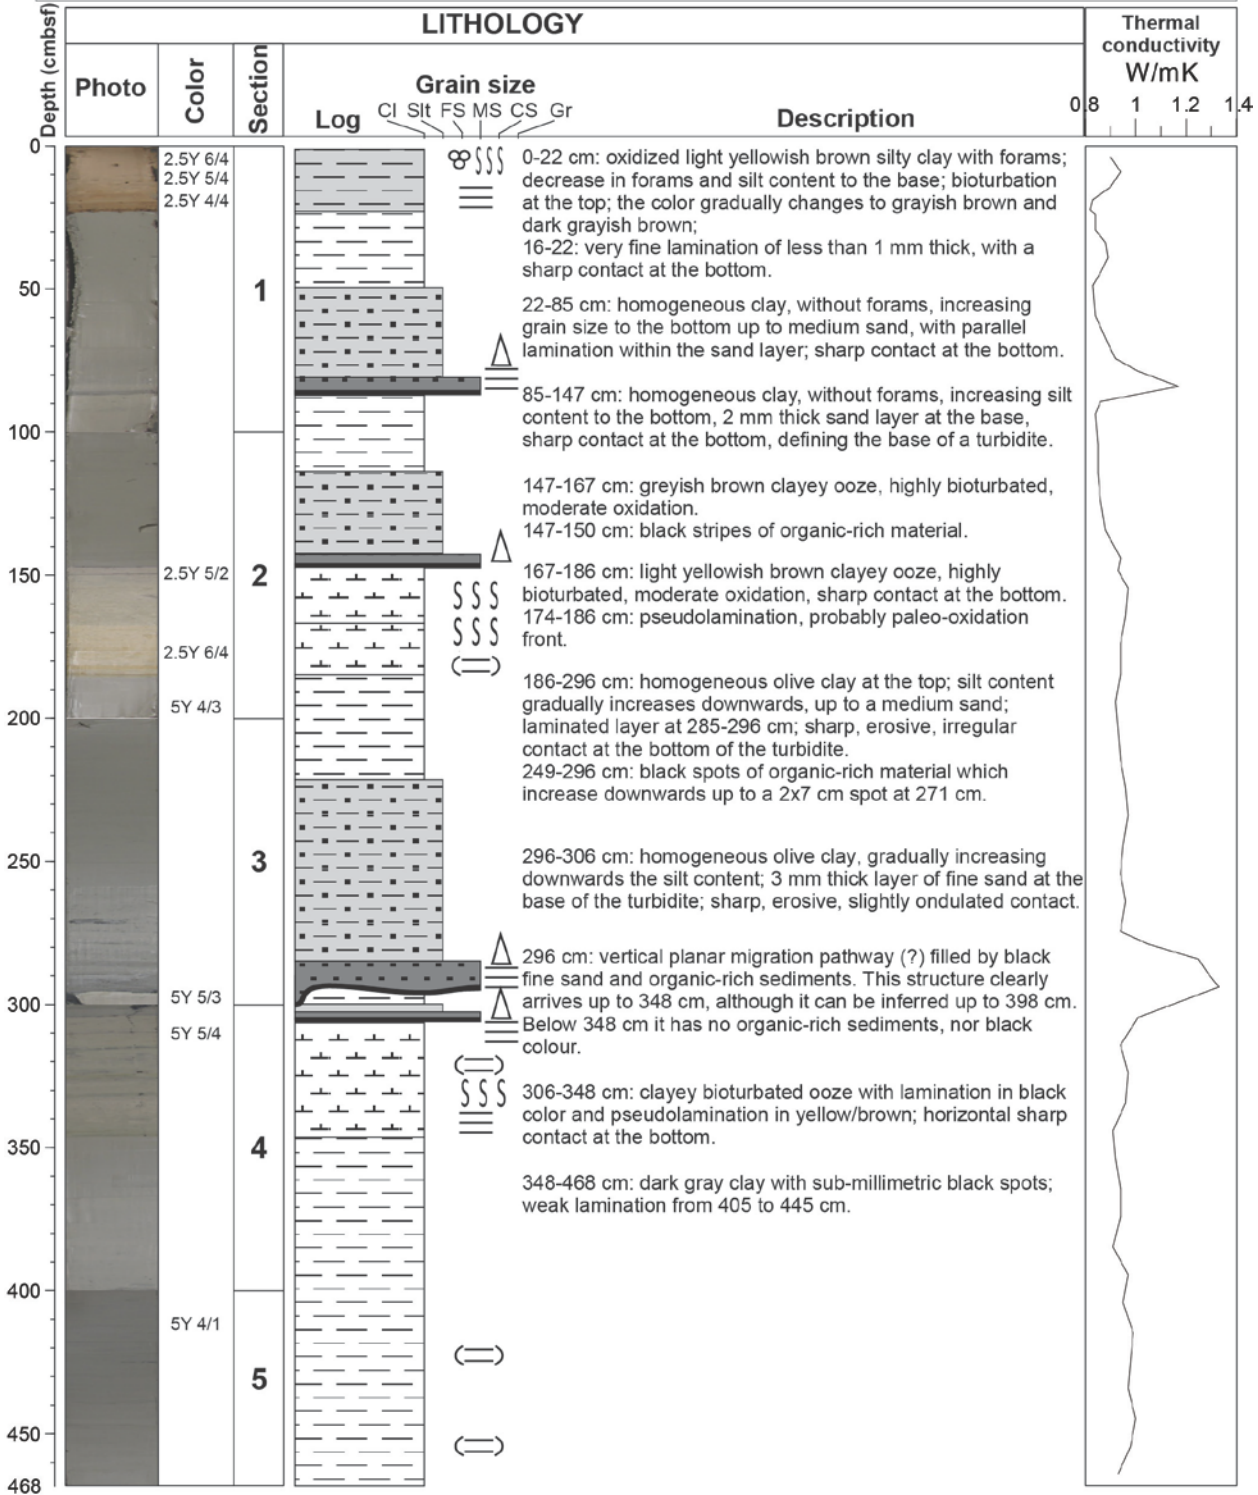 LITHOLOGY
Thermal
conductivity
W/mK
0.8 1 1.2 1.4
Depth (cmbsf)
Photo
Color
Section
Grain size
Cl Slt FS MS CS Gr
Log
Description
0
50
100
150
200
250
300
350
400
450
468
2.5Y 6/4
2.5Y 5/4
2.5Y 4/4
2.5Y 5/2
2.5Y 6/4
5Y 4/3
5Y 5/3
5Y 5/4
5Y 4/1
1
2
3
4
5
0-22 cm: oxidized light yellowish brown silty clay with forams;
decrease in forams and silt content to the base; bioturbation
at the top; the color gradually changes to grayish brown and
dark grayish brown;
16-22: very fine lamination of less than 1 mm thick, with a
sharp contact at the bottom.
22-85 cm: homogeneous clay, without forams, increasing
grain size to the bottom up to medium sand, with parallel
lamination within the sand layer; sharp contact at the bottom.
85-147 cm: homogeneous clay, without forams, increasing silt
content to the bottom, 2 mm thick sand layer at the base,
sharp contact at the bottom, defining the base of a turbidite.
147-167 cm: greyish brown clayey ooze, highly bioturbated,
moderate oxidation.
147-150 cm: black stripes of organic-rich material.
167-186 cm: light yellowish brown clayey ooze, highly
bioturbated, moderate oxidation, sharp contact at the bottom.
174-186 cm: pseudolamination, probably paleo-oxidation
front.
186-296 cm: homogeneous olive clay at the top; silt content
gradually increases downwards, up to a medium sand;
laminated layer at 285-296 cm; sharp, erosive, irregular
contact at the bottom of the turbidite.
249-296 cm: black spots of organic-rich material which
increase downwards up to a 2x7 cm spot at 271 cm.
296-306 cm: homogeneous olive clay, gradually increasing
downwards the silt content; 3 mm thick layer of fine sand at the
base of the turbidite; sharp, erosive, slightly ondulated contact.
296 cm: vertical planar migration pathway (?) filled by black
fine sand and organic-rich sediments. This structure clearly
arrives up to 348 cm, although it can be inferred up to 398 cm.
Below 348 cm it has no organic-rich sediments, nor black
colour.
306-348 cm: clayey bioturbated ooze with lamination in black
color and pseudolamination in yellow/brown; horizontal sharp
contact at the bottom.
348-468 cm: dark gray clay with sub-millimetric black spots;
weak lamination from 405 to 445 cm.